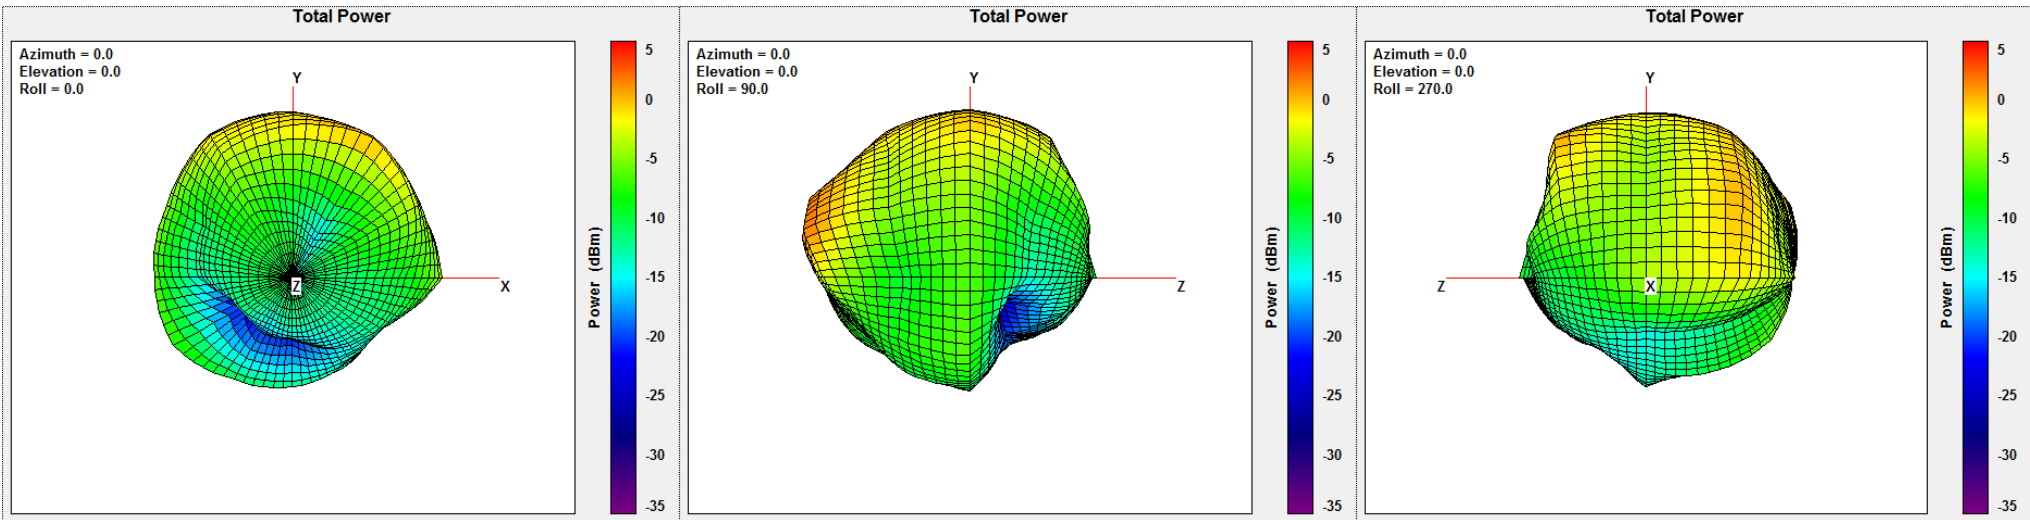 Total Power
Azimuth = 0.0
Elevation = 0.0
Roll = 0.0
Y
X
Z
5
0
-5
-10
-15
-20
-25
-30
-35
Power (dBm)
Total Power
Azimuth = 0.0
Elevation = 0.0
Roll = 90.0
Y
Z
5
0
-5
-10
-15
-20
-25
-30
-35
Power (dBm)
Total Power
Azimuth = 0.0
Elevation = 0.0
Roll = 270.0
Y
Z
X
5
0
-5
-10
-15
-20
-25
-30
-35
Power (dBm)